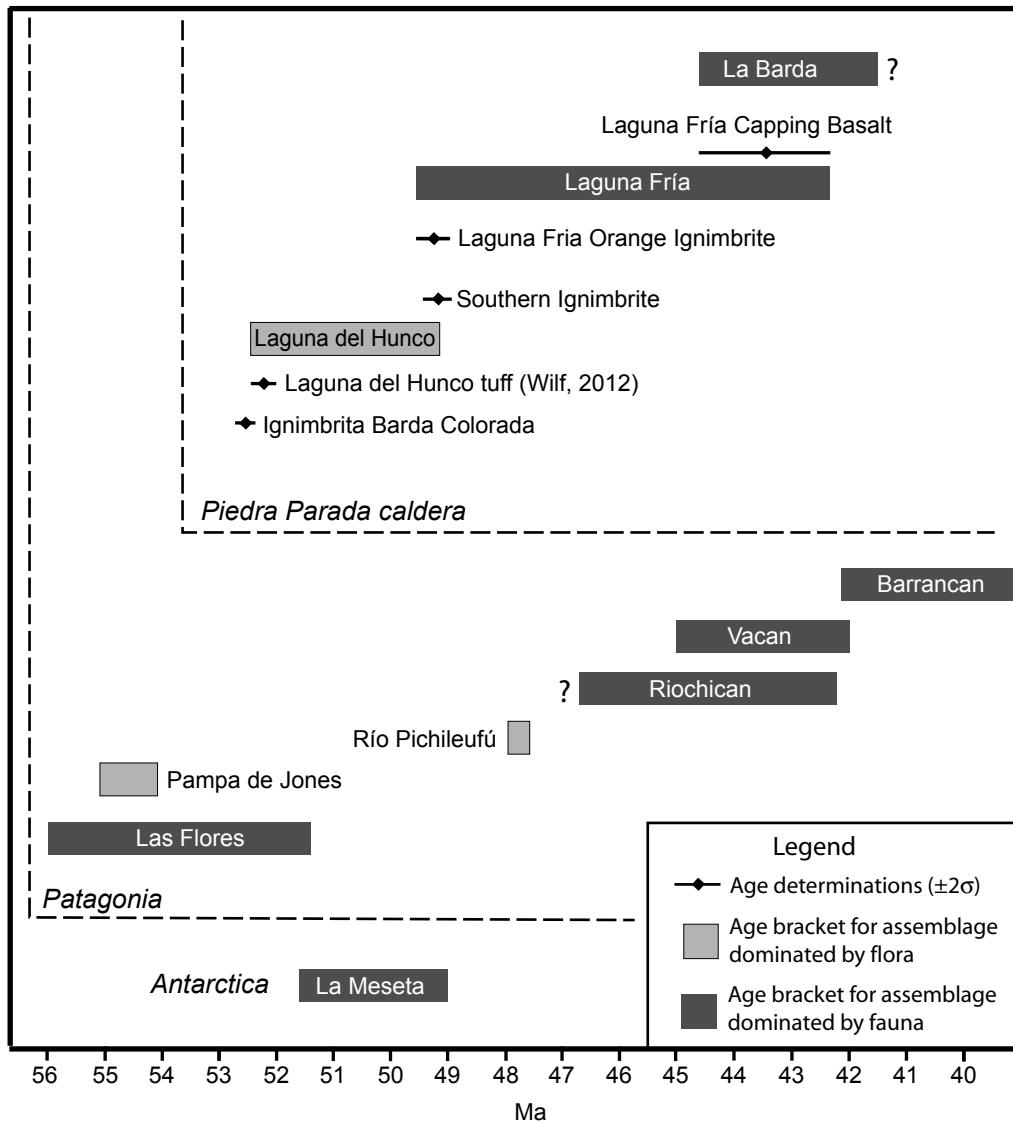 La Barda ?
Laguna Fría Capping Basalt
Laguna Fría
Laguna Fria Orange Ignimbrite
Southern Ignimbrite
Laguna del Hunco
Laguna del Hunco tuff (Wilf, 2012)
Ignimbrita Barda Colorada
Piedra Parada caldera
Barrancan
Vacan
? Riochican
Río Pichileufú
Pampa de Jones
Las Flores
Patagonia
Antarctica La Meseta
Legend
Age determinations (±2σ)
Age bracket for assemblage
dominated by flora
Age bracket for assemblage
dominated by fauna
56 55 54 53 52 51 50 49 48 47 46 45 44 43 42 41 40
Ma